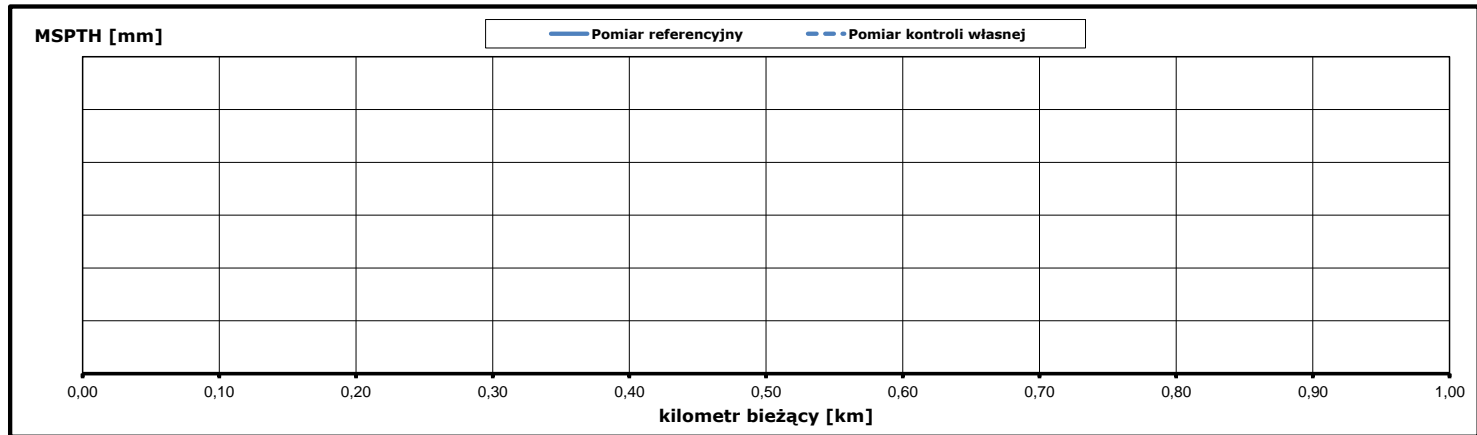 MSPTH [mm]
Pomiar referencyjny Pomiar kontroli własnej
0,00 0,10 0,20 0,30 0,40 0,50 0,60 0,70 0,80 0,90 1,00
kilometr bieżący [km]